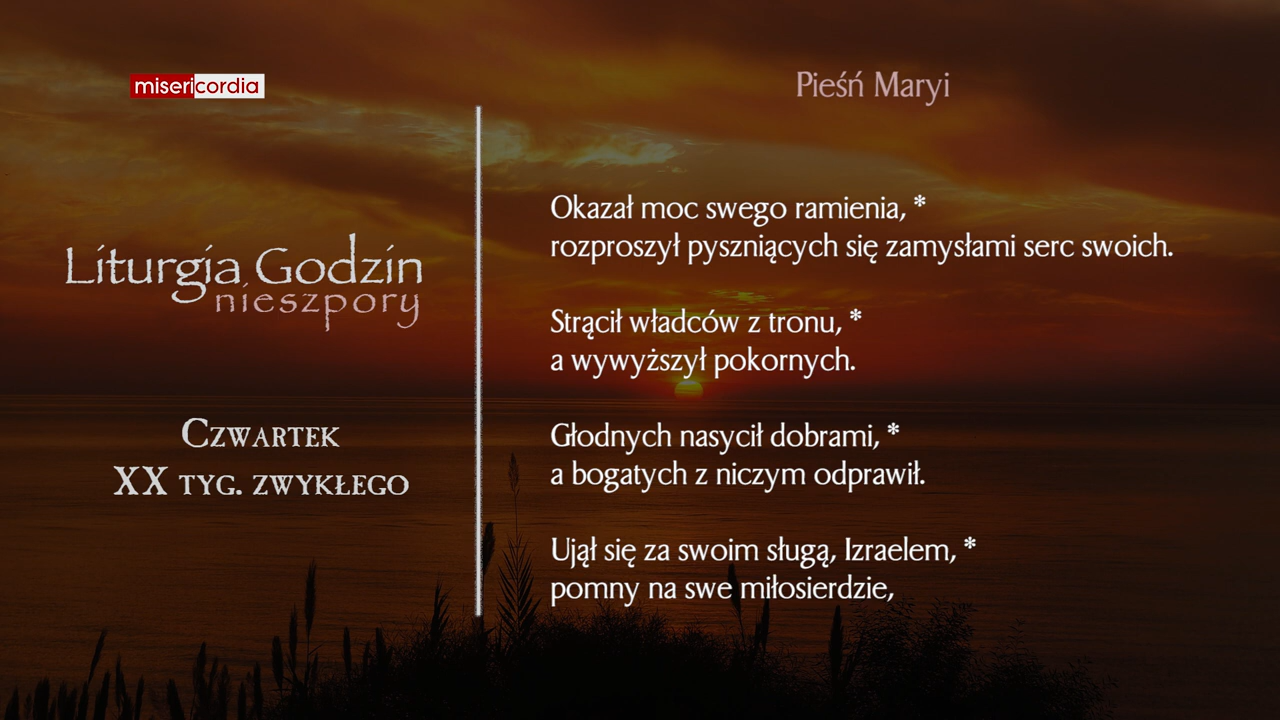 misericordia
Liturgia Godzin
nieszpory
Czwartek
XX tyg. zwykłego
Pieśń Maryi
Okazał moc swego ramienia, *
rozproszył pyszniących się zamysłami serc swoich.
Strącił władców z tronu, *
a wywyższył pokornych.
Głodnych nasycił dobrami, *
a bogatych z niczym odprawił.
Ujął się za swoim sługą, Izraelem, *
pomny na swe miłosierdzie,